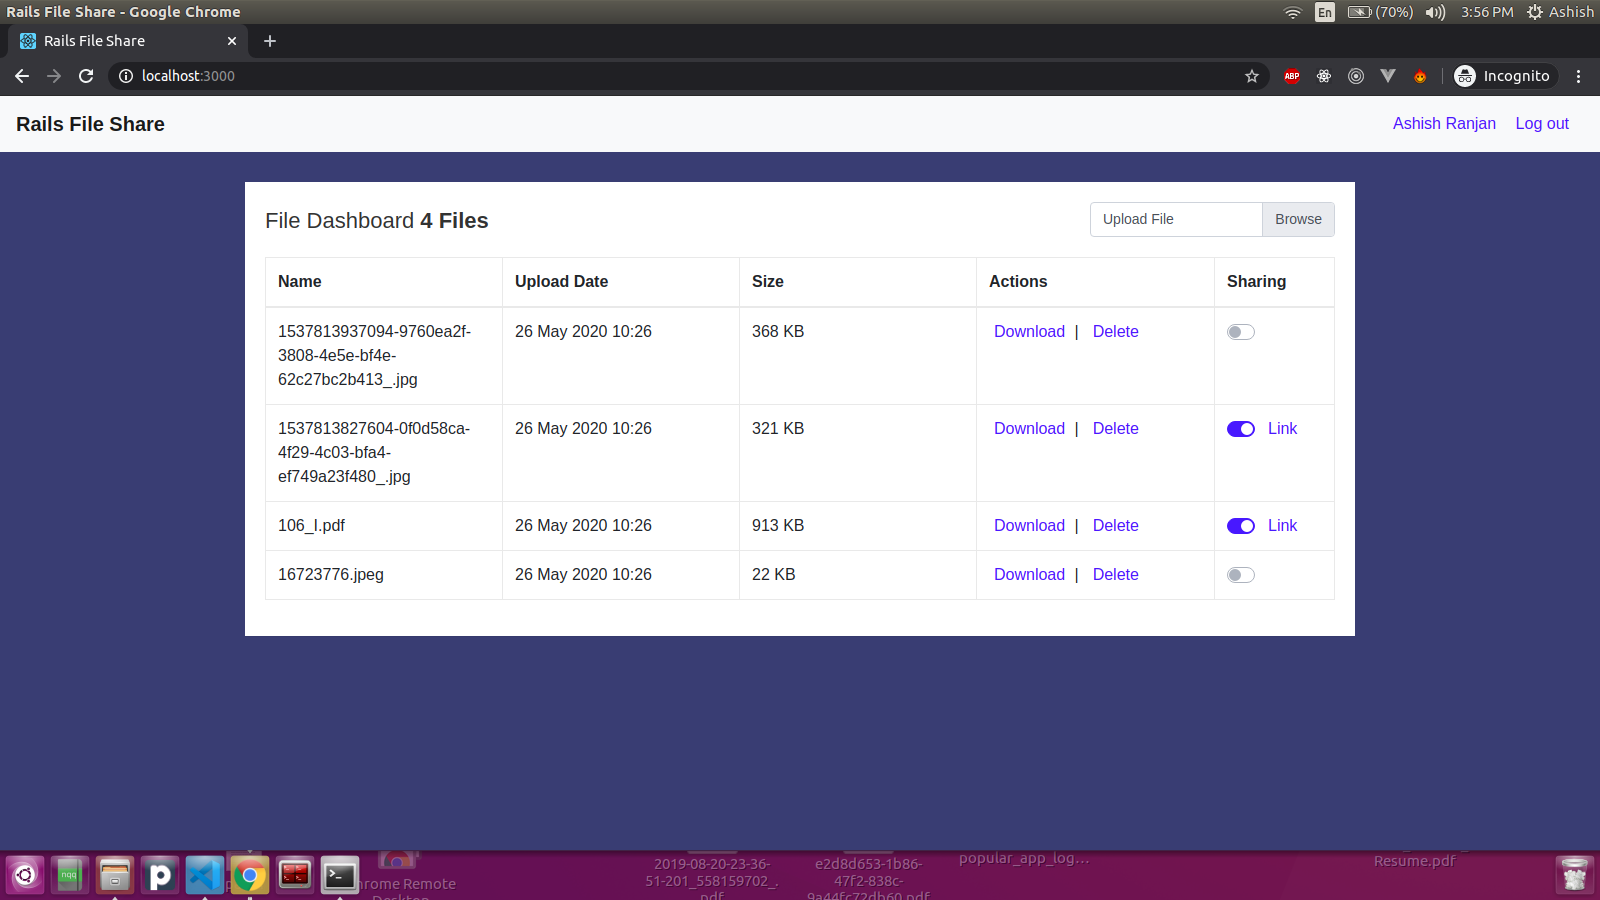 Rails File Share - Google Chrome
En
(70%)
3:56 PM
Ashish
Rails File Share
localhost:3000
ABP
Incognito
Rails File Share
Ashish Ranjan
Log out
File Dashboard 4 Files
Upload File
Browse
Name
Upload Date
Size
Actions
Sharing
1537813937094-9760ea2f-
3808-4e5e-bf4e-
62c27bc2b413_.jpg
26 May 2020 10:26
368 KB
Download | Delete
1537813827604-0f0d58ca-
4f29-4c03-bfa4-
ef749a23f480_.jpg
26 May 2020 10:26
321 KB
Download | Delete
Link
106_I.pdf
26 May 2020 10:26
913 KB
Download | Delete
Link
16723776.jpeg
26 May 2020 10:26
22 KB
Download | Delete
nqq
hrome Remote
Desktop
2019-08-20-23-36-
51-201_558159702_.
pdf
e2d8d653-1b86-
47f2-838c-
9a44fc72db60.pdf
popular_app_log...
Resume.pdf